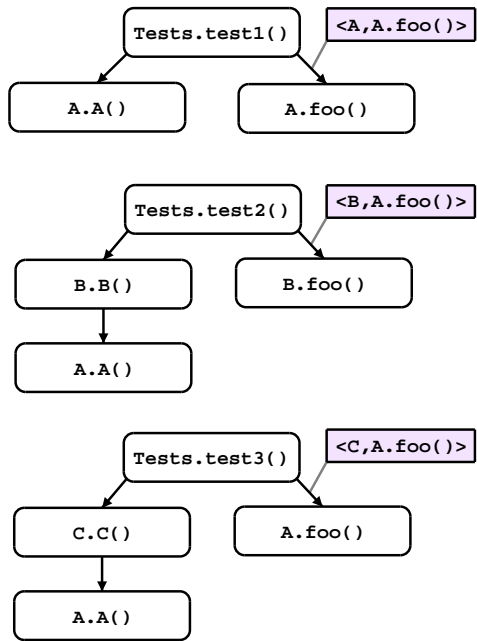 Tests.test1()
<A,A.foo()>
A.A()
A.foo()
Tests.test2()
<B,A.foo()>
B.B()
B.foo()
A.A()
Tests.test3()
<C,A.foo()>
C.C()
A.foo()
A.A()